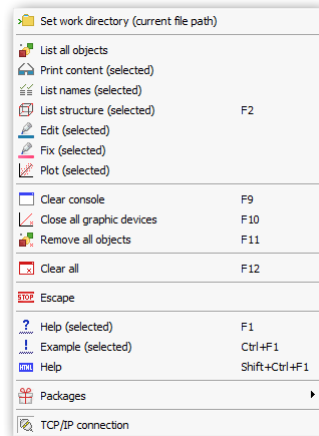 Set work directory (current file path)
List all objects
Print content (selected)
List names (selected)
List structure (selected) F2
Edit (selected)
Fix (selected)
Plot (selected)
Clear console F9
Close all graphic devices F10
Remove all objects F11
Clear all F12
STOP Escape
? Help (selected) F1
! Example (selected) Ctrl+F1
HTML Help Shift+Ctrl+F1
Packages
TCP/IP connection